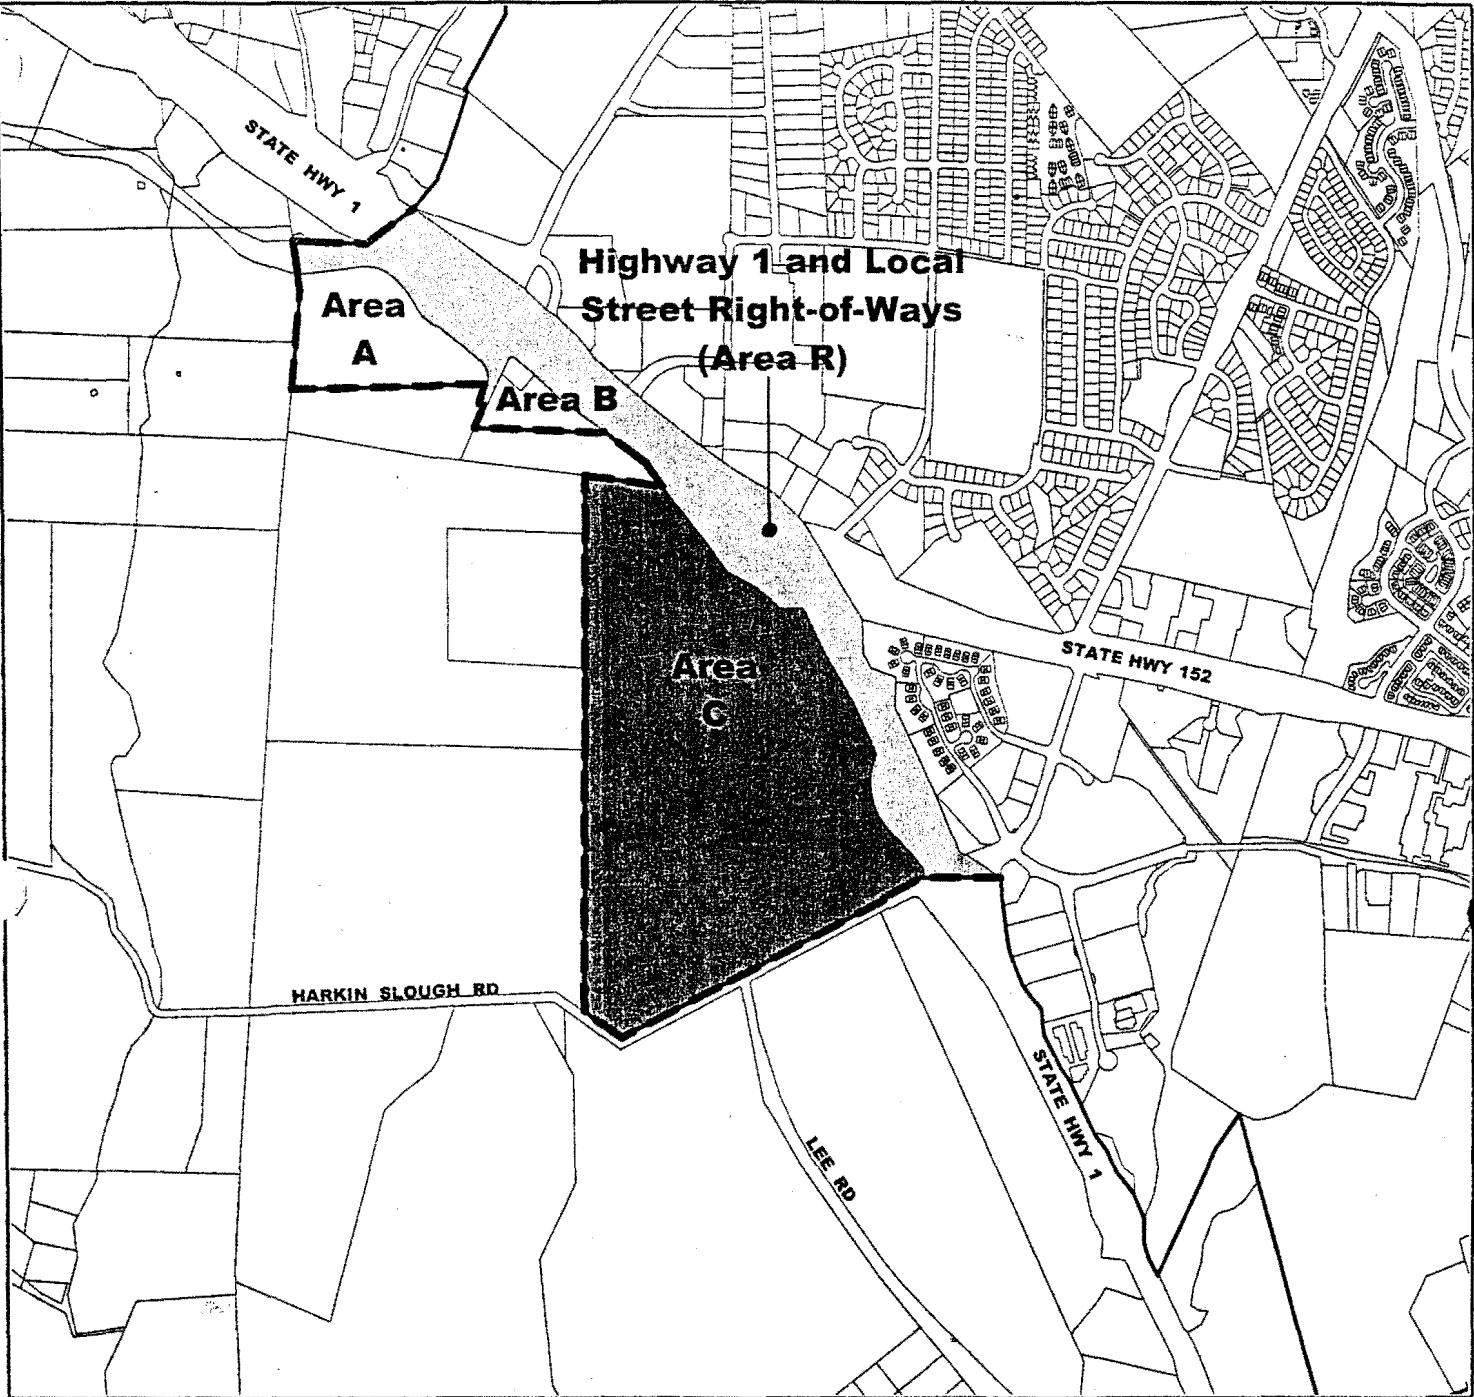 STATE HWY 1
Highway 1 and Local
Street Right-of-Ways
(Area R)
Area
A
Area B
Area
C
STATE HWY 152
HARKIN SLOUGH RD
STATE HWY 1
LEE RD